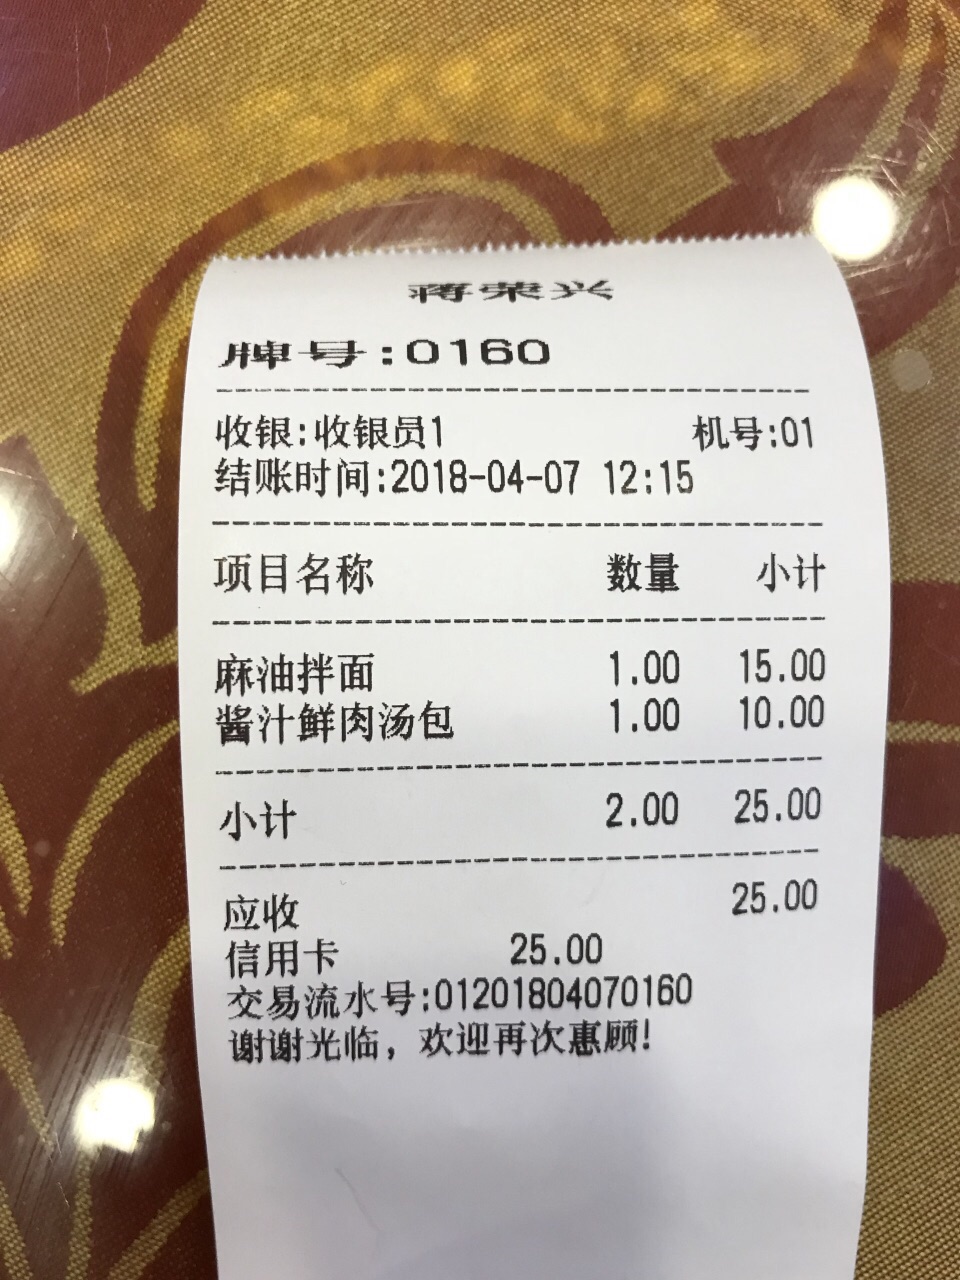 蒋荣兴
牌号:0160
收银:收银员1 机号:01
结账时间:2018-04-07 12:15
项目名称 数量 小计
麻油拌面 1.00 15.00
酱汁鲜肉汤包 1.00 10.00
小计 2.00 25.00
应收 25.00
信用卡 25.00
交易流水号:01201804070160
谢谢光临，欢迎再次惠顾!